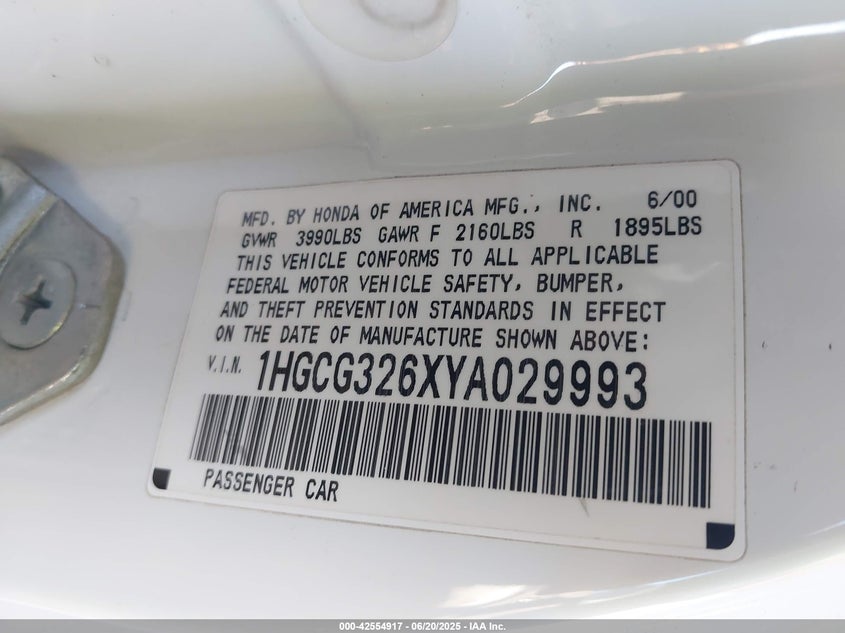 MFD. BY HONDA OF AMERICA MFG., INC. 6/00
GVWR 3990LBS GAWR F 2160LBS R 1895LBS
THIS VEHICLE CONFORMS TO ALL APPLICABLE
FEDERAL MOTOR VEHICLE SAFETY, BUMPER,
AND THEFT PREVENTION STANDARDS IN EFFECT
ON THE DATE OF MANUFACTURE SHOWN ABOVE:
V.I.N. 1HGCG326XYA029993
PASSENGER CAR
000-42554917 - 06/20/2025 - IAA Inc.